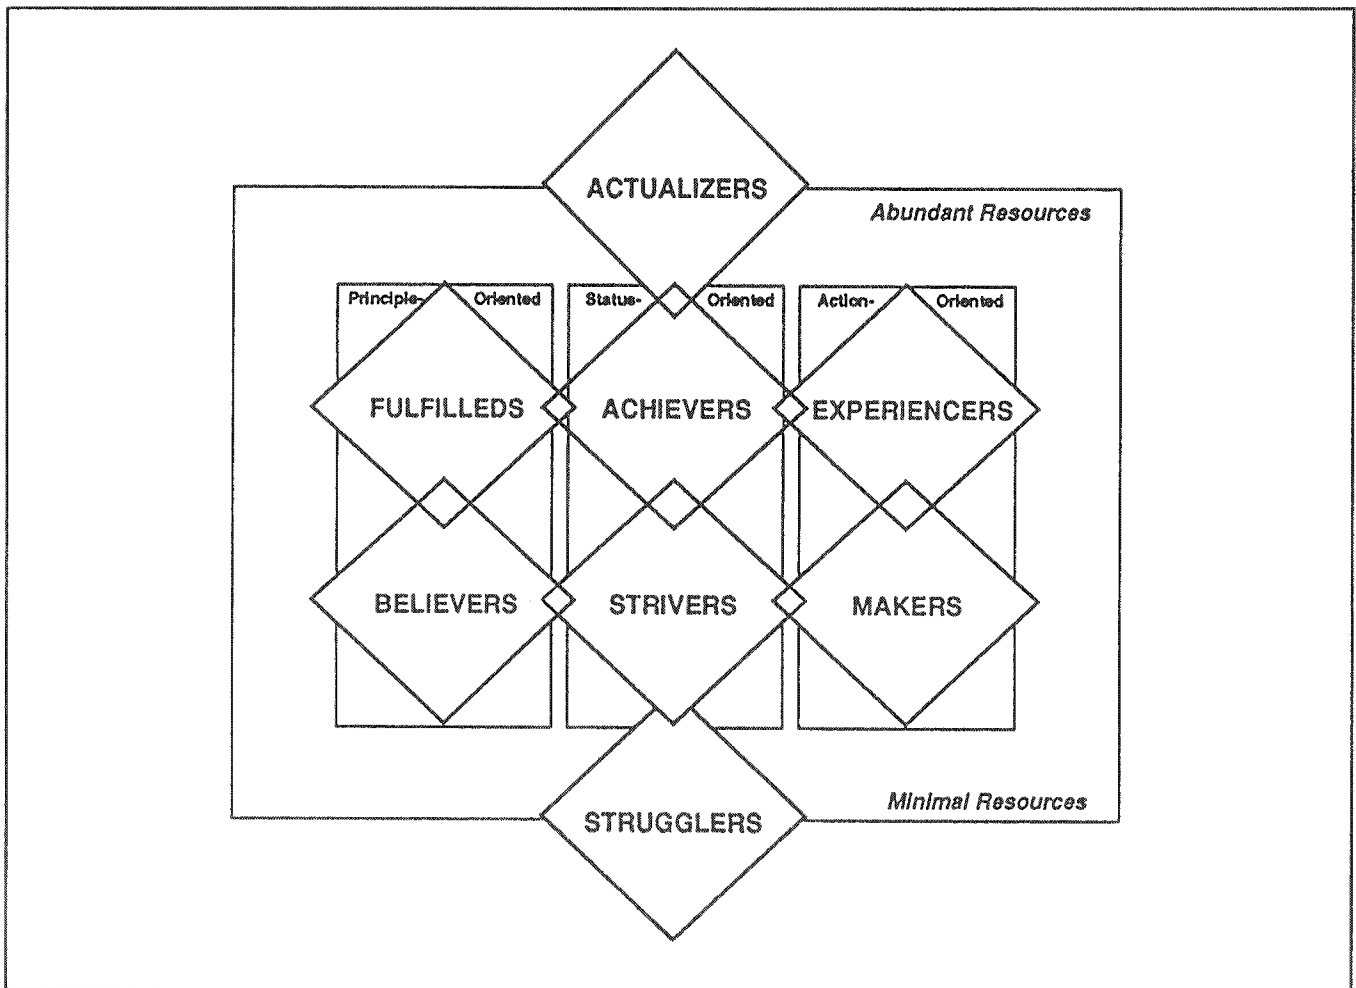 ACTUALIZERS
Abundant Resources
Principle- Oriented
Status- Oriented
Action- Oriented
FULFILLEDS
ACHIEVERS
EXPERIENCERS
BELIEVERS
STRIVERS
MAKERS
Minimal Resources
STRUGGLERS